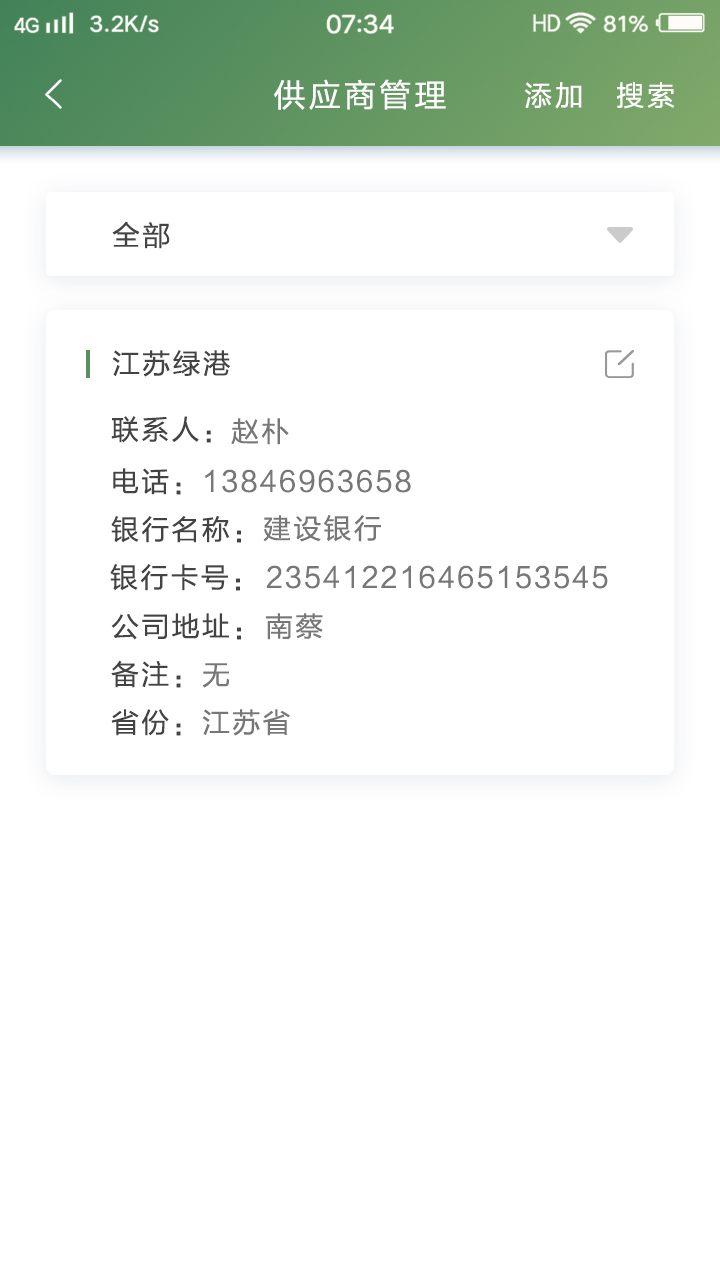 4G 3.2K/s 07:34 HD 81%
供应商管理 添加 搜索
全部
江苏绿港
联系人：赵朴
电话：13846963658
银行名称：建设银行
银行卡号：235412216465153545
公司地址：南蔡
备注：无
省份：江苏省